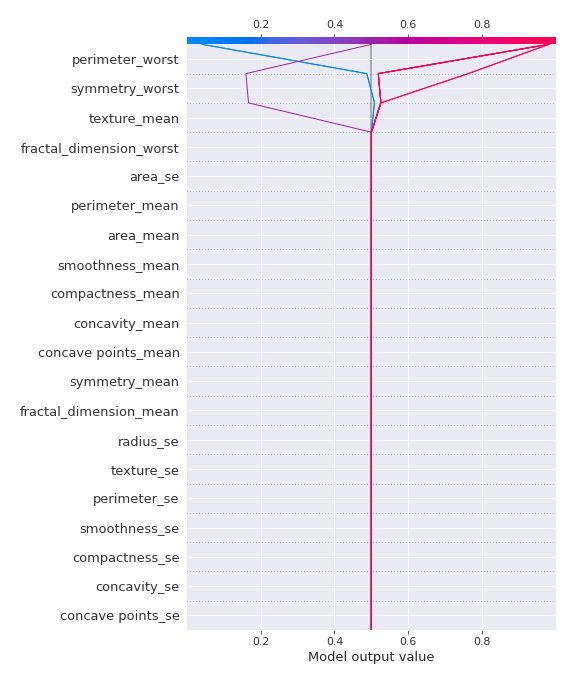 0.2 0.4 0.6 0.8
perimeter_worst
symmetry_worst
texture_mean
fractal_dimension_worst
area_se
perimeter_mean
area_mean
smoothness_mean
compactness_mean
concavity_mean
concave points_mean
symmetry_mean
fractal_dimension_mean
radius_se
texture_se
perimeter_se
smoothness_se
compactness_se
concavity_se
concave points_se
0.2 0.4 0.6 0.8
Model output value